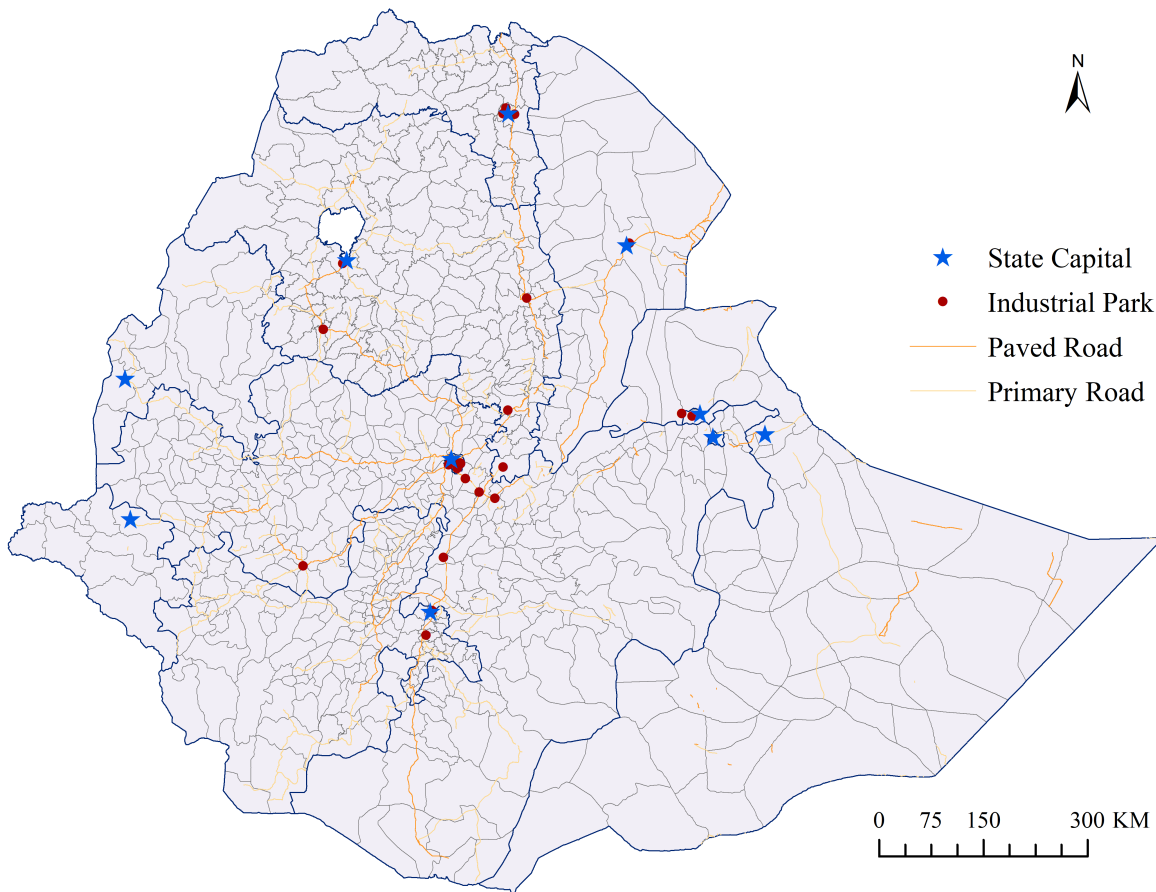 N
State Capital
Industrial Park
Paved Road
Primary Road
0 75 150 300 KM